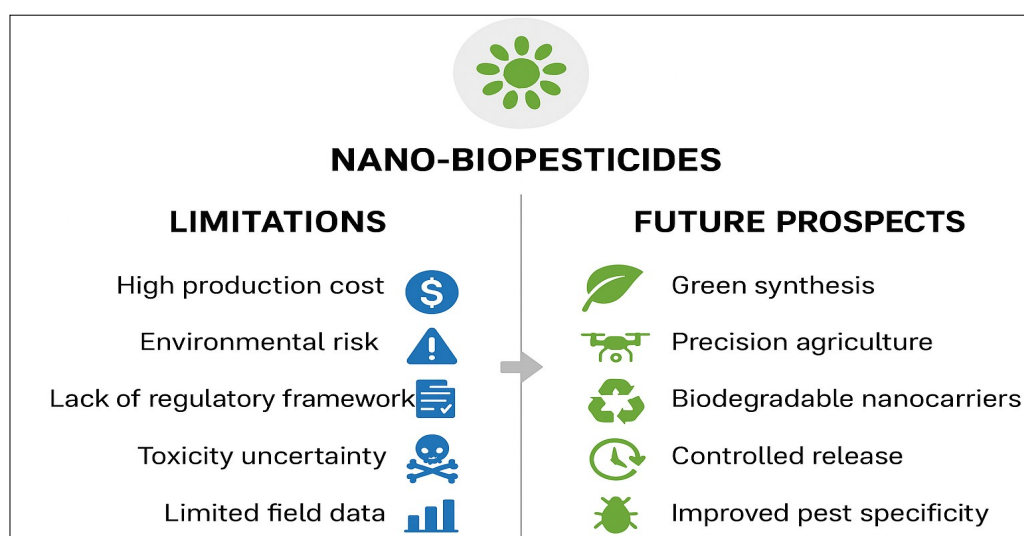 NANO-BIOPESTICIDES
LIMITATIONS
High production cost
$
Environmental risk
Lack of regulatory framework
Toxicity uncertainty
Limited field data
FUTURE PROSPECTS
Green synthesis
Precision agriculture
Biodegradable nanocarriers
Controlled release
Improved pest specificity